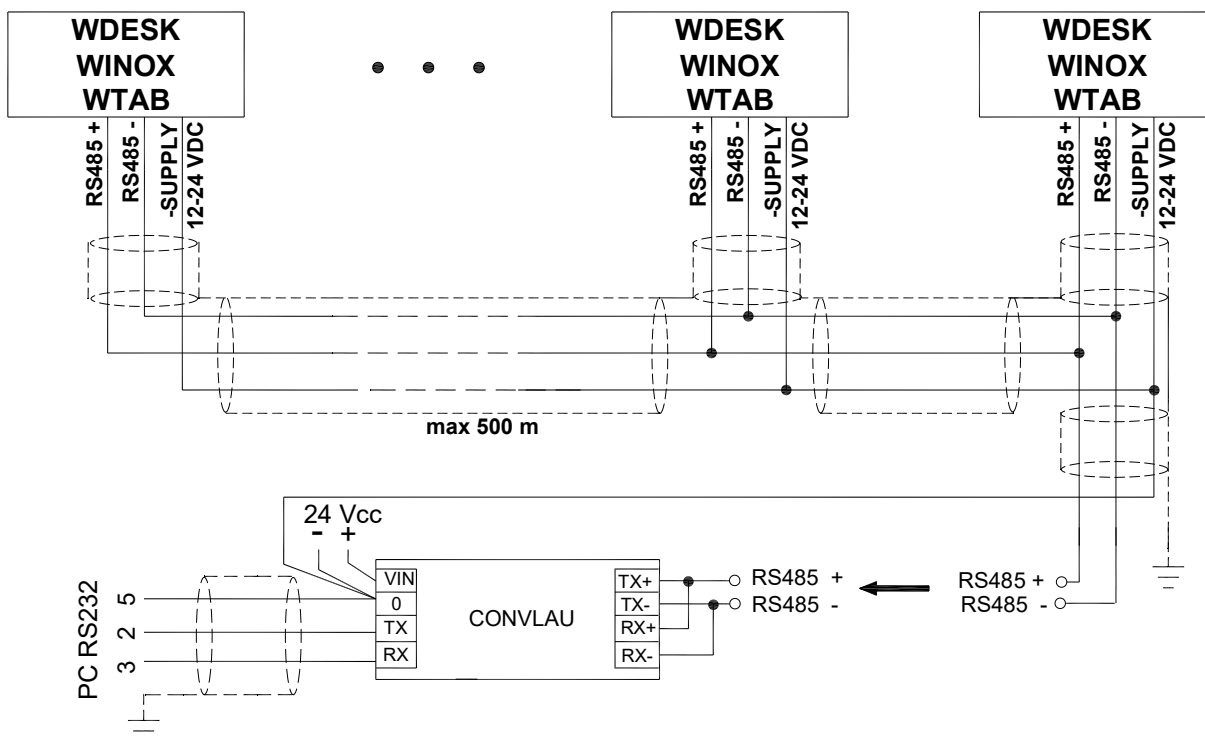 WDESK
WINOX
WTAB
RS485 +
RS485 -
-SUPPLY
12-24 VDC
WDESK
WINOX
WTAB
RS485 +
RS485 -
-SUPPLY
12-24 VDC
WDESK
WINOX
WTAB
RS485 +
RS485 -
-SUPPLY
12-24 VDC
max 500 m
24 Vcc
- +
PC RS232
5
2
3
VIN
0
TX
RX
CONVLAU
TX+
TX-
RX+
RX-
RS485 +
RS485 -
RS485 +
RS485 -